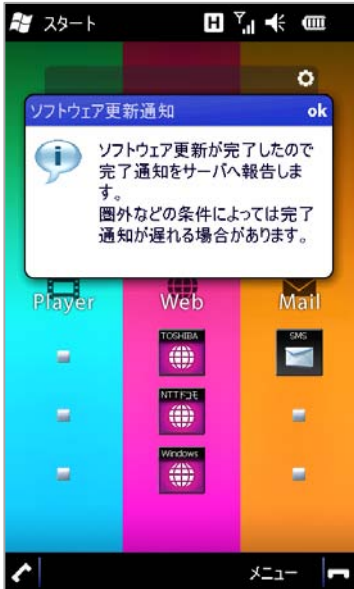 スタート
H
ソフトウェア更新通知 ok
ソフトウェア更新が完了したので
完了通知をサーバへ報告しま
す。
圏外などの条件によっては完了
通知が遅れる場合があります。
Player Web Mail
TOSHIBA SMS
NTTドコモ
Windows
メニュー